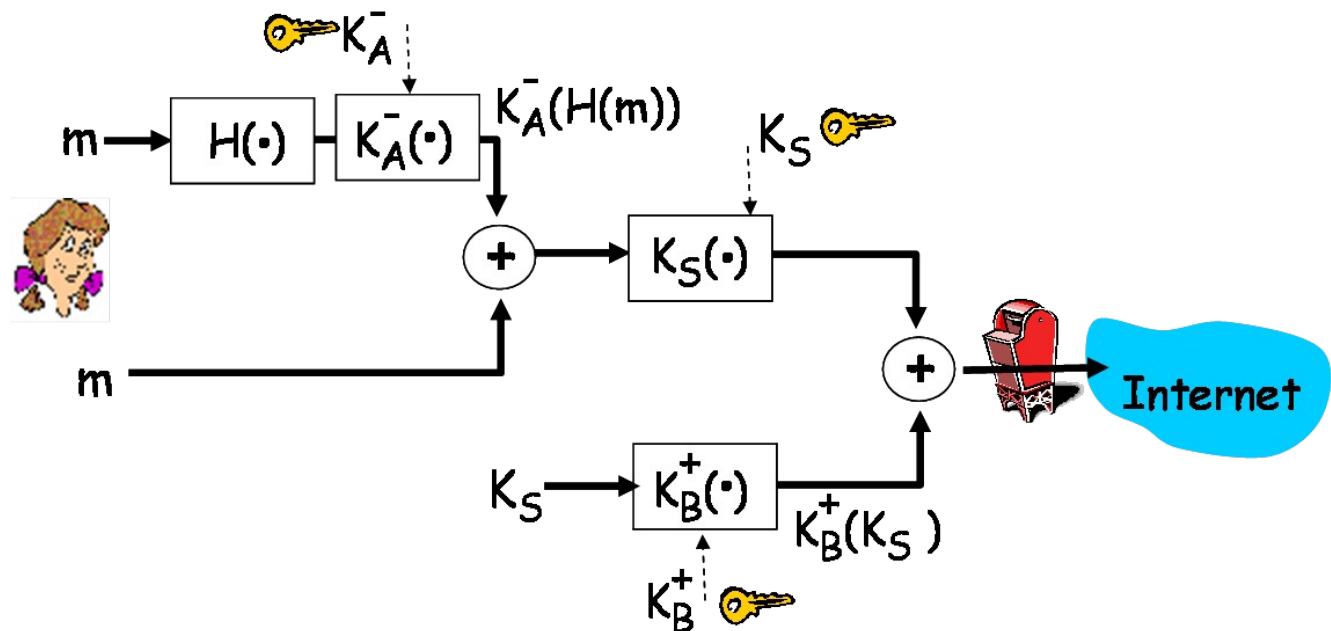 K_A^-
K_A^-(H(m))
m
H(·)
K_A^-(·)
K_S
+
K_S(·)
m
+
Internet
K_S
K_B^+(·)
K_B^+(K_S )
K_B^+